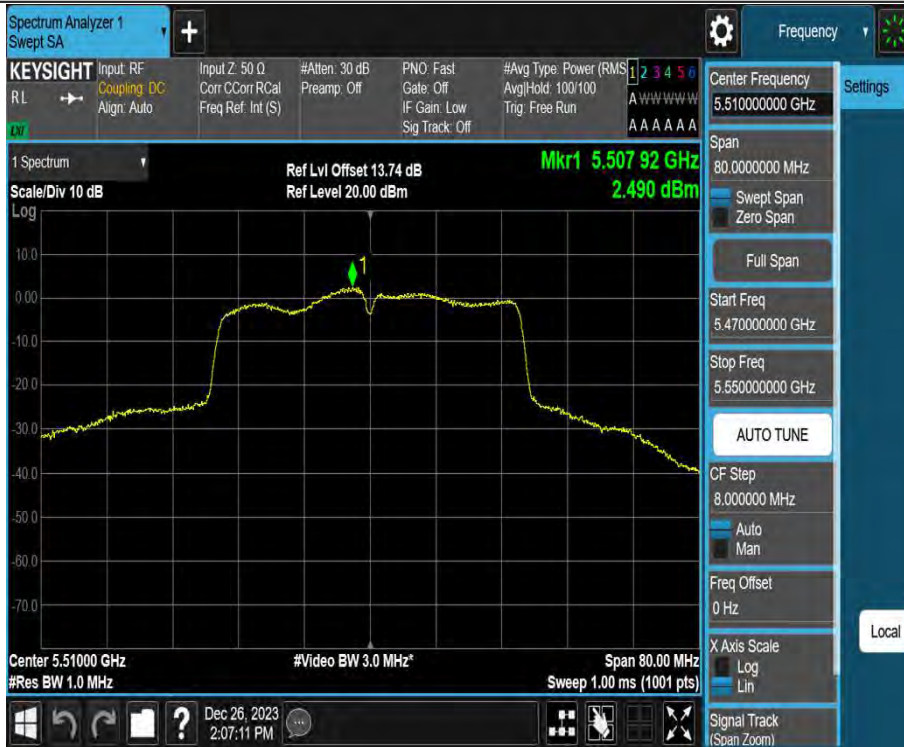 Spectrum Analyzer 1
Swept SA
Frequency
KEYSIGHT
RL
LXI
Input: RF
Coupling: DC
Align: Auto
Input Z: 50 Ω
Corr CCorr RCal
Freq Ref: Int (S)
#Atten: 30 dB
Preamp: Off
PNO: Fast
Gate: Off
IF Gain: Low
Sig Track: Off
#Avg Type: Power (RMS
Avg|Hold: 100/100
Trig: Free Run
1 2 3 4 5 6
A W W W W W
A A A A A A
1 Spectrum
Scale/Div 10 dB
Log
Ref Lvl Offset 13.74 dB
Ref Level 20.00 dBm
Mkr1 5.507 92 GHz
2.490 dBm
10.0
0.00
-10.0
-20.0
-30.0
-40.0
-50.0
-60.0
-70.0
1
Center 5.51000 GHz
#Res BW 1.0 MHz
#Video BW 3.0 MHz*
Span 80.00 MHz
Sweep 1.00 ms (1001 pts)
Dec 26, 2023
2:07:11 PM
?
Center Frequency
5.510000000 GHz
Settings
Span
80.0000000 MHz
Swept Span
Zero Span
Full Span
Start Freq
5.470000000 GHz
Stop Freq
5.550000000 GHz
AUTO TUNE
CF Step
8.000000 MHz
Auto
Man
Freq Offset
0 Hz
X Axis Scale
Log
Lin
Local
Signal Track
(Span Zoom)